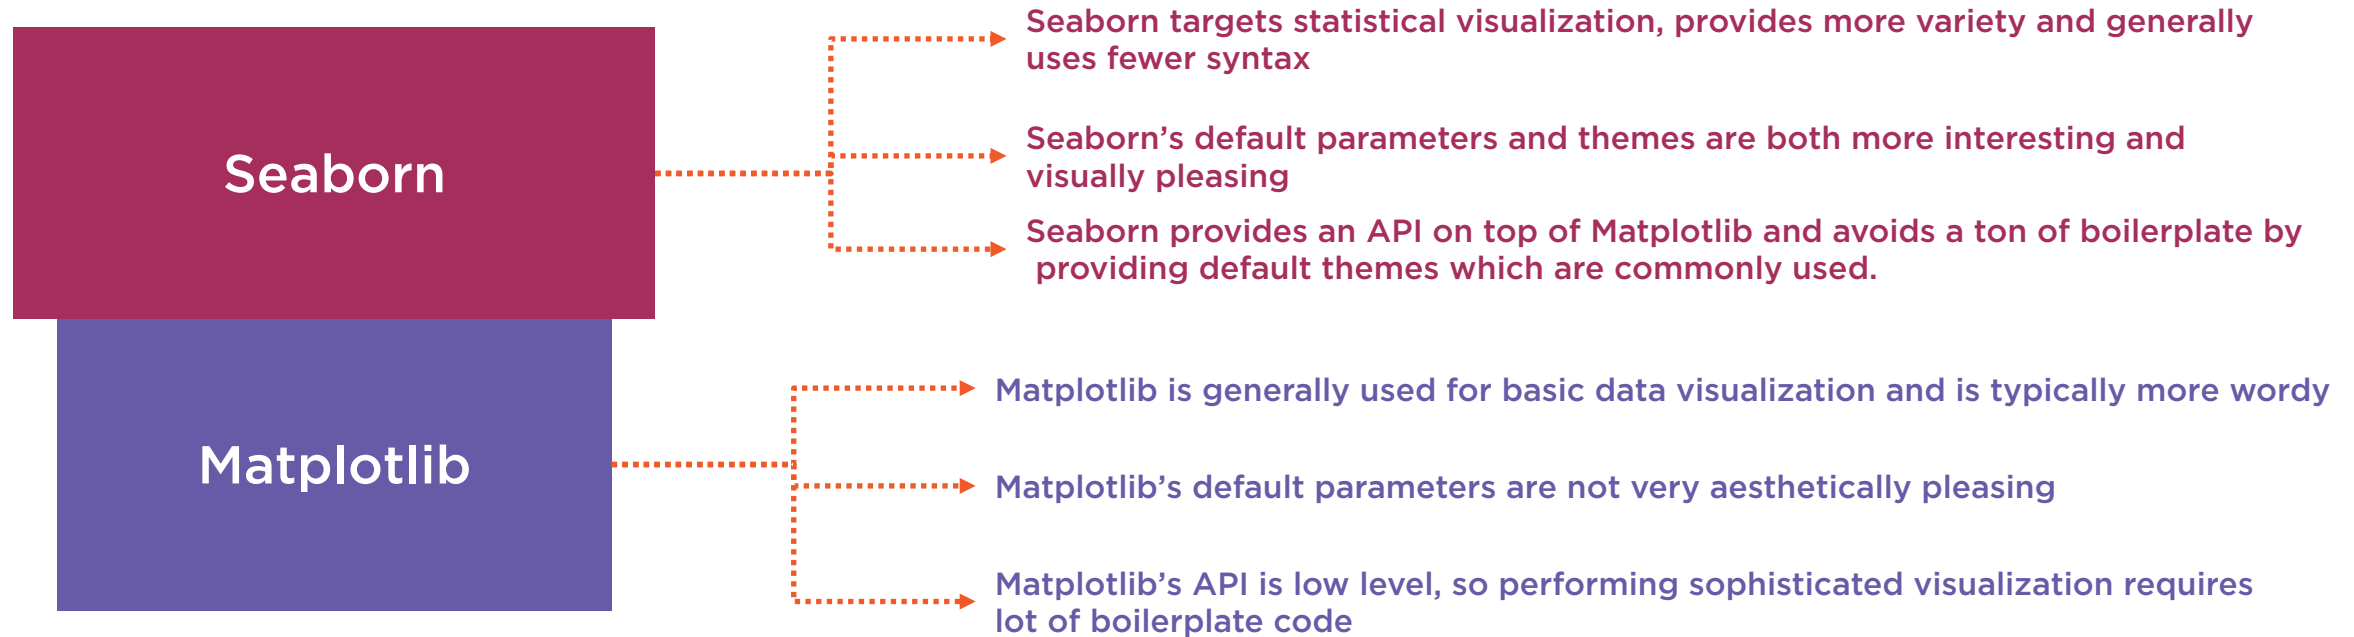 Seaborn
Seaborn targets statistical visualization, provides more variety and generally
uses fewer syntax
Seaborn’s default parameters and themes are both more interesting and
visually pleasing
Seaborn provides an API on top of Matplotlib and avoids a ton of boilerplate by
providing default themes which are commonly used.
Matplotlib
Matplotlib is generally used for basic data visualization and is typically more wordy
Matplotlib’s default parameters are not very aesthetically pleasing
Matplotlib’s API is low level, so performing sophisticated visualization requires
lot of boilerplate code